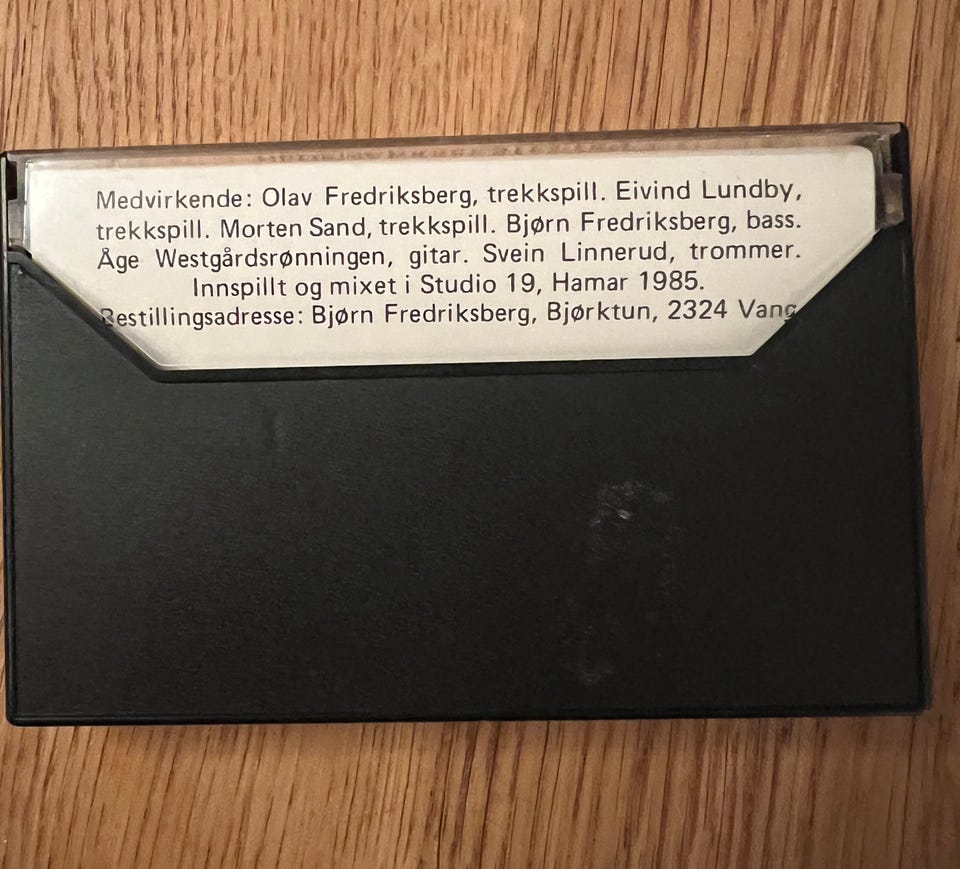 Medvirkende: Olav Fredriksberg, trekkspill. Eivind Lundby,
trekkspill. Morten Sand, trekkspill. Bjørn Fredriksberg, bass.
Åge Westgårdsrønningen, gitar. Svein Linnerud, trommer.
Innspillt og mixet i Studio 19, Hamar 1985.
Bestillingsadresse: Bjørn Fredriksberg, Bjørktun, 2324 Vang